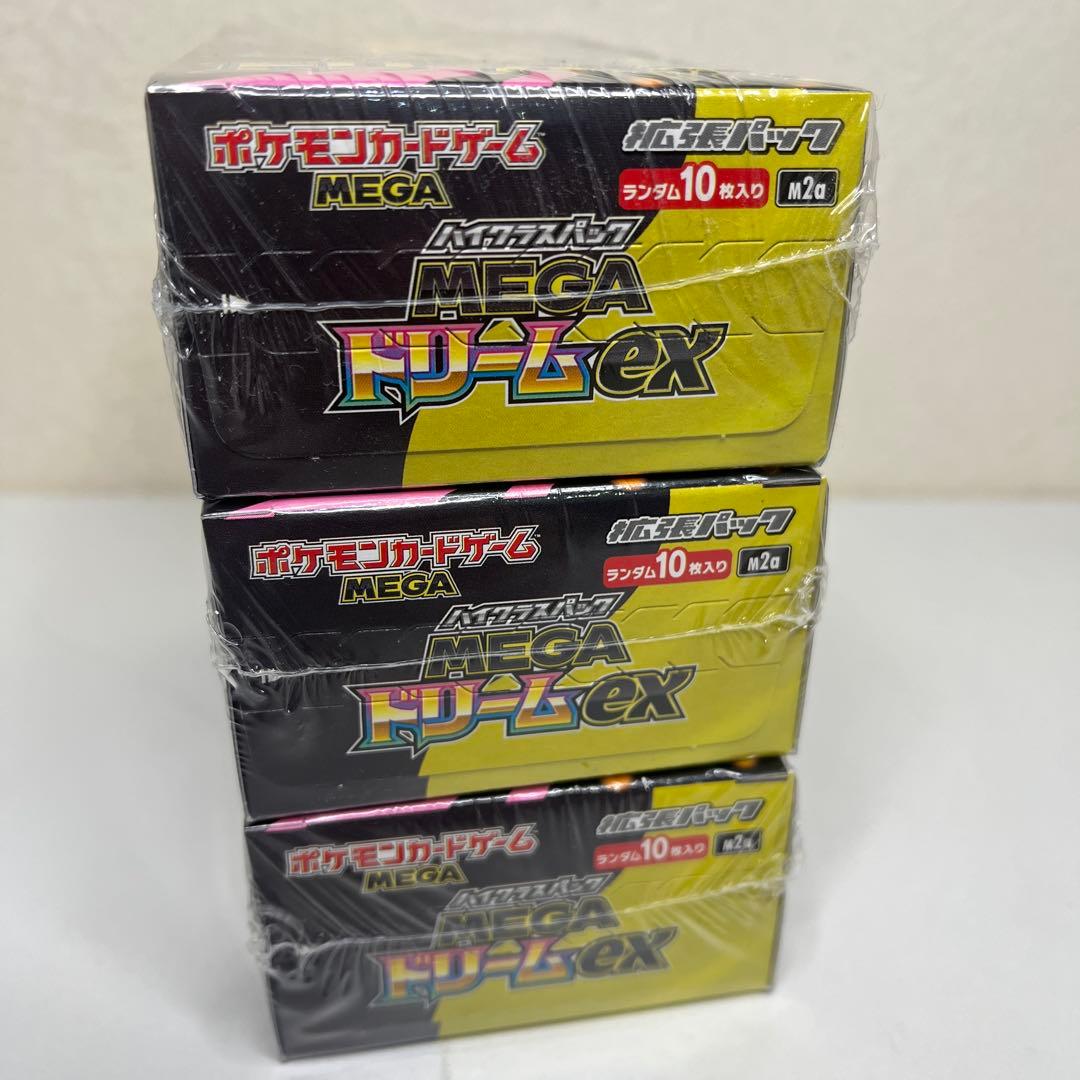 ポケモンカードゲーム™
MEGA
拡張パック
ランダム10枚入り M2a
ハイクラスパック
MEGA
ドリームex
ポケモンカードゲーム™
MEGA
拡張パック
ランダム10枚入り M2a
ハイクラスパック
MEGA
ドリームex
ポケモンカードゲーム
MEGA
拡張パック
ランダム10枚入り M2a
ハイクラスパック
MEGA
ドリームex